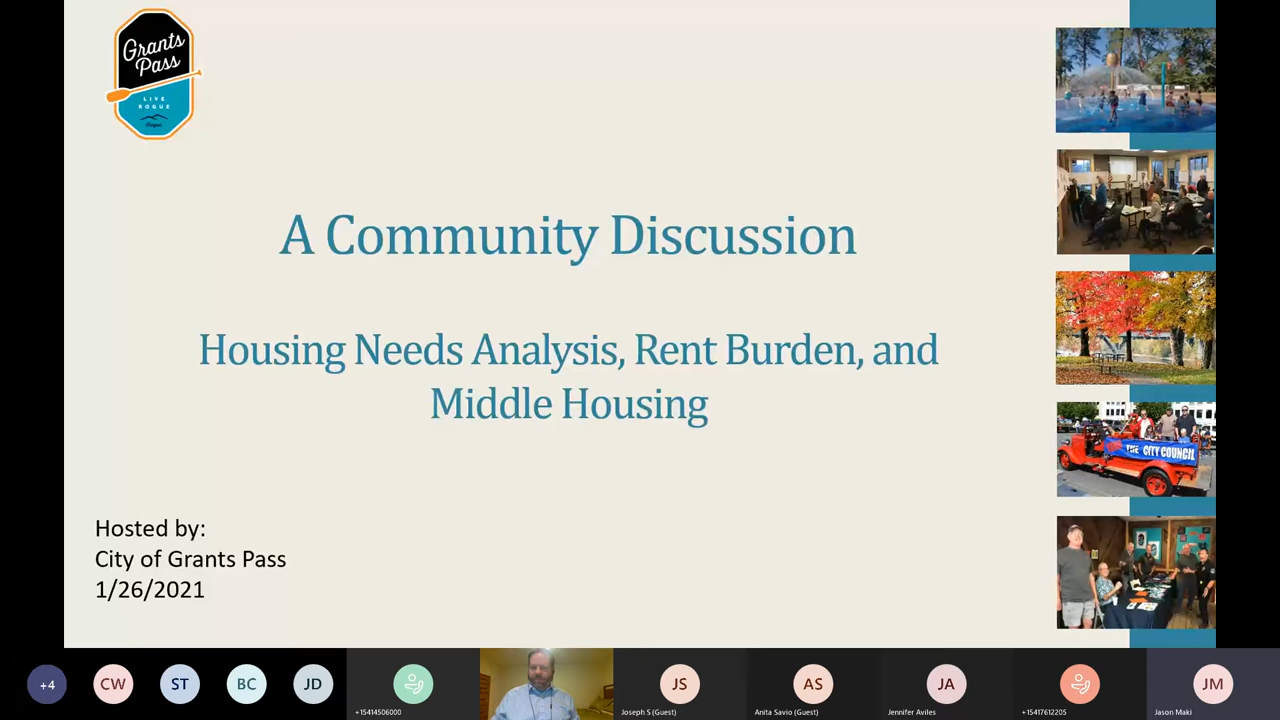 Grants
Pass
LIVE
ROGUE
A Community Discussion
Housing Needs Analysis, Rent Burden, and
Middle Housing
THE CITY COUNCIL
Hosted by:
City of Grants Pass
1/26/2021
+4
CW
ST
BC
JD
+15414506000
JS
Joseph S (Guest)
AS
Anita Savio (Guest)
JA
Jennifer Aviles
+15417612205
JM
Jason Maki